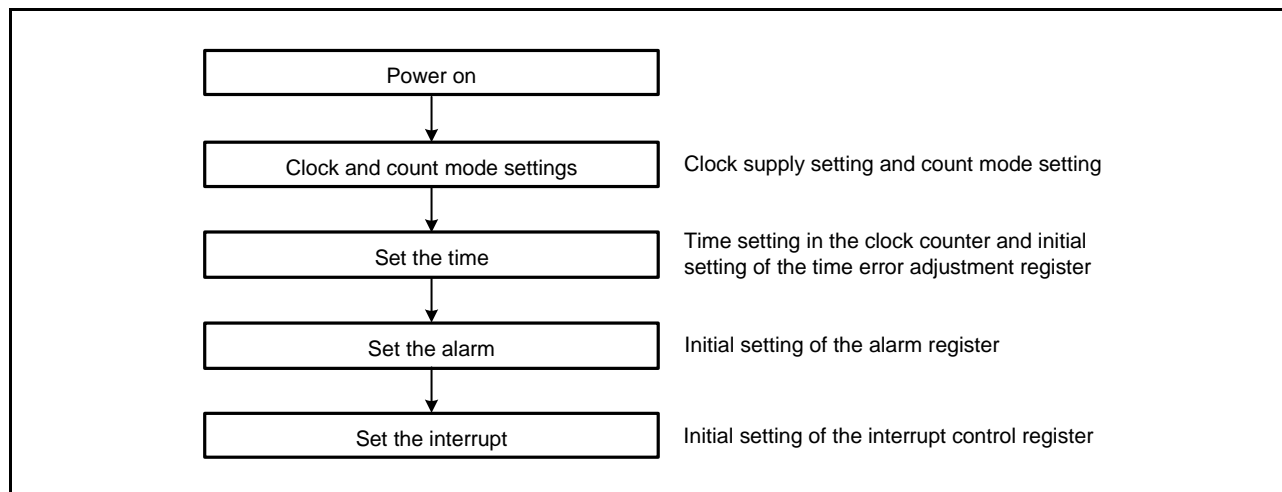 Power on
Clock and count mode settings
Clock supply setting and count mode setting
Set the time
Time setting in the clock counter and initial
setting of the time error adjustment register
Set the alarm
Initial setting of the alarm register
Set the interrupt
Initial setting of the interrupt control register